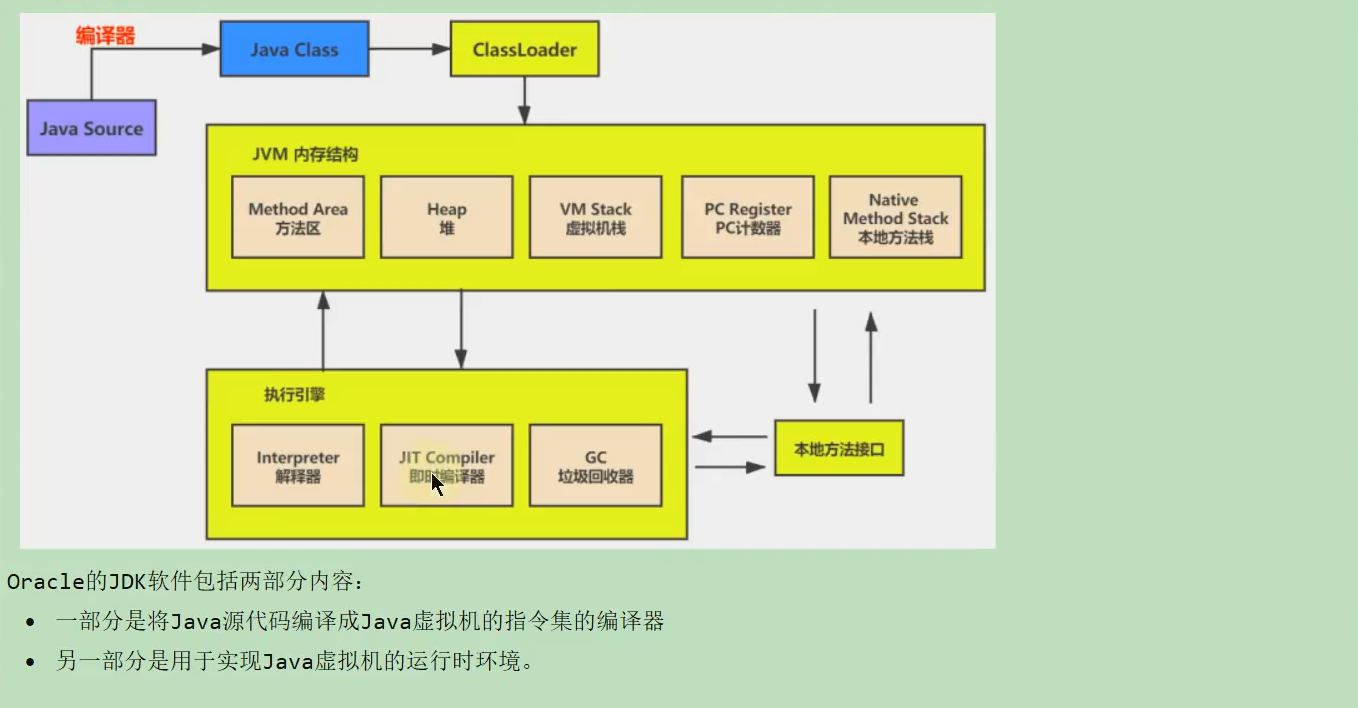 编译器
Java Class
ClassLoader
Java Source
JVM 内存结构
Method Area
方法区
Heap
堆
VM Stack
虚拟机栈
PC Register
PC计数器
Native
Method Stack
本地方法栈
执行引擎
Interpreter
解释器
JIT Compiler
即时编译器
GC
垃圾回收器
本地方法接口
Oracle的JDK软件包括两部分内容：
• 一部分是将Java源代码编译成Java虚拟机的指令集的编译器
• 另一部分是用于实现Java虚拟机的运行时环境。